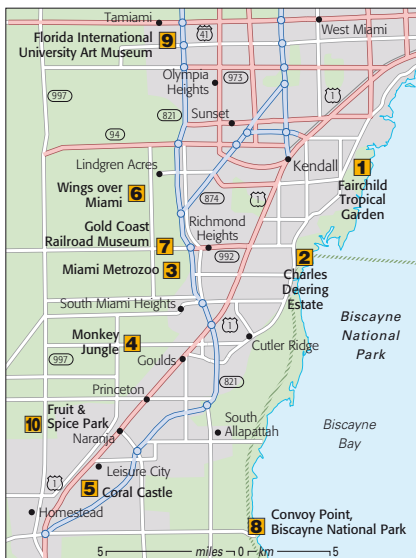 Tamiami
West Miami
Florida International
University Art Museum
9
41
Olympia
Heights
973
1
997
821
Sunset
94
Kendall
Lindgren Acres
1
Fairchild
Tropical
Garden
Wings over
Miami
6
874
1
Gold Coast
Railroad Museum
7
Richmond
Heights
992
2
Charles
Deering
Estate
Miami Metrozoo
3
South Miami Heights
Biscayne
National
Park
1
Monkey
Jungle
4
Cutler Ridge
997
Goulds
821
Princeton
10
Fruit &
Spice Park
Naranja
South
Allapattah
Biscayne
Bay
Leisure City
1
5
Coral Castle
Homestead
8
Convoy Point,
Biscayne National Park
5 miles 0 km 5